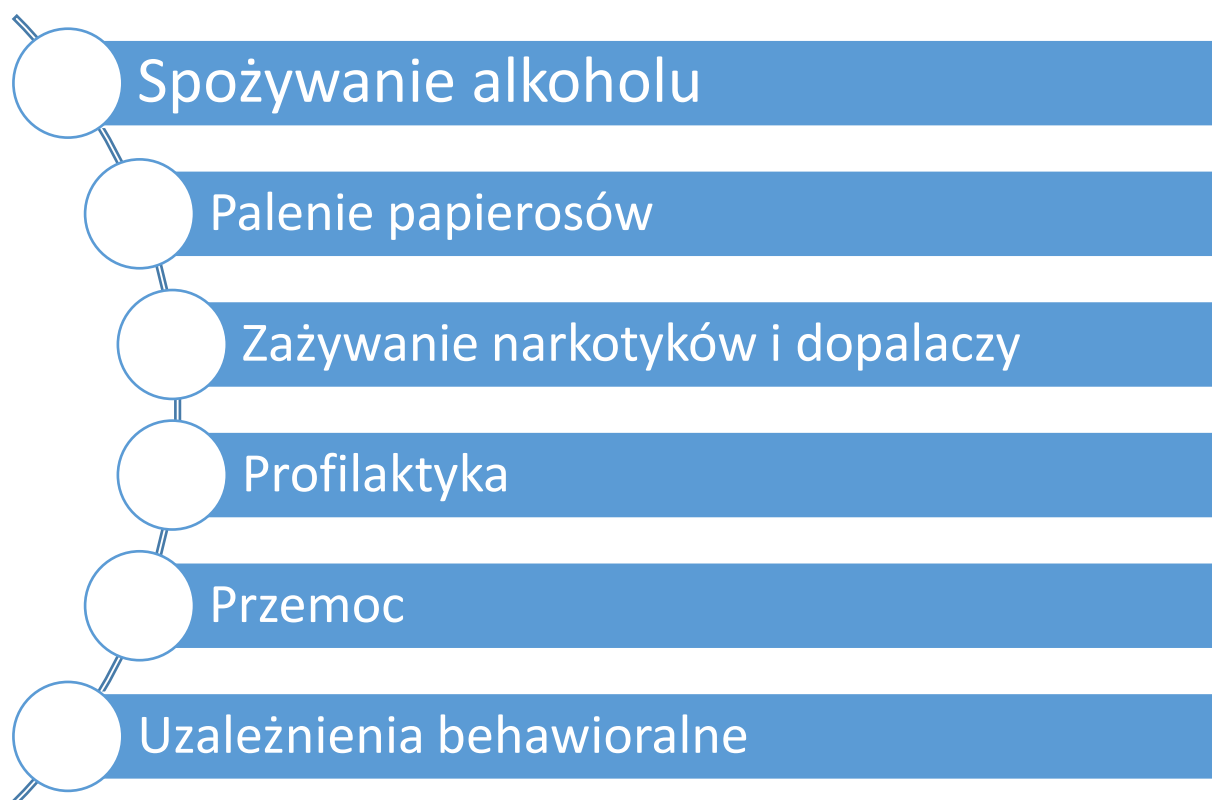 Spożywanie alkoholu
Palenie papierosów
Zażywanie narkotyków i dopalaczy
Profilaktyka
Przemoc
Uzależnienia behawioralne